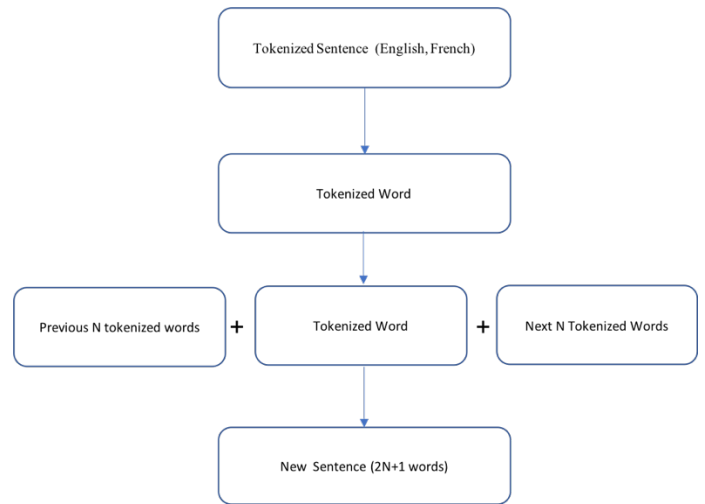 Tokenized Sentence (English, French)
Tokenized Word
Previous N tokenized words + Tokenized Word + Next N Tokenized Words
New Sentence (2N+1 words)